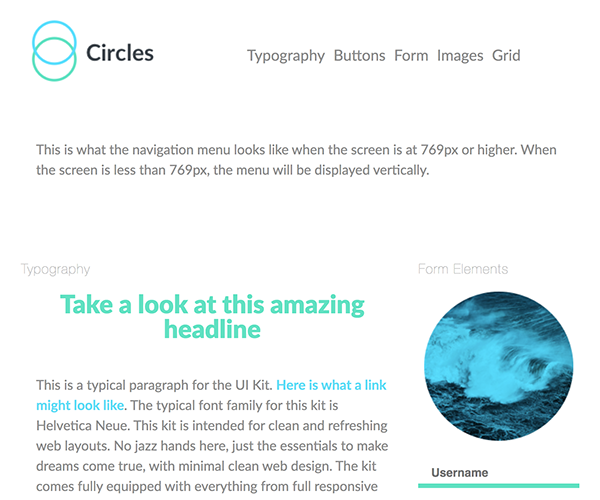 Circles
Typography Buttons Form Images Grid
This is what the navigation menu looks like when the screen is at 769px or higher. When
the screen is less than 769px, the menu will be displayed vertically.
Typography
Take a look at this amazing
headline
This is a typical paragraph for the UI Kit. Here is what a link
might look like. The typical font family for this kit is
Helvetica Neue. This kit is intended for clean and refreshing
web layouts. No jazz hands here, just the essentials to make
dreams come true, with minimal clean web design. The kit
comes fully equipped with everything from full responsive
Form Elements
Username